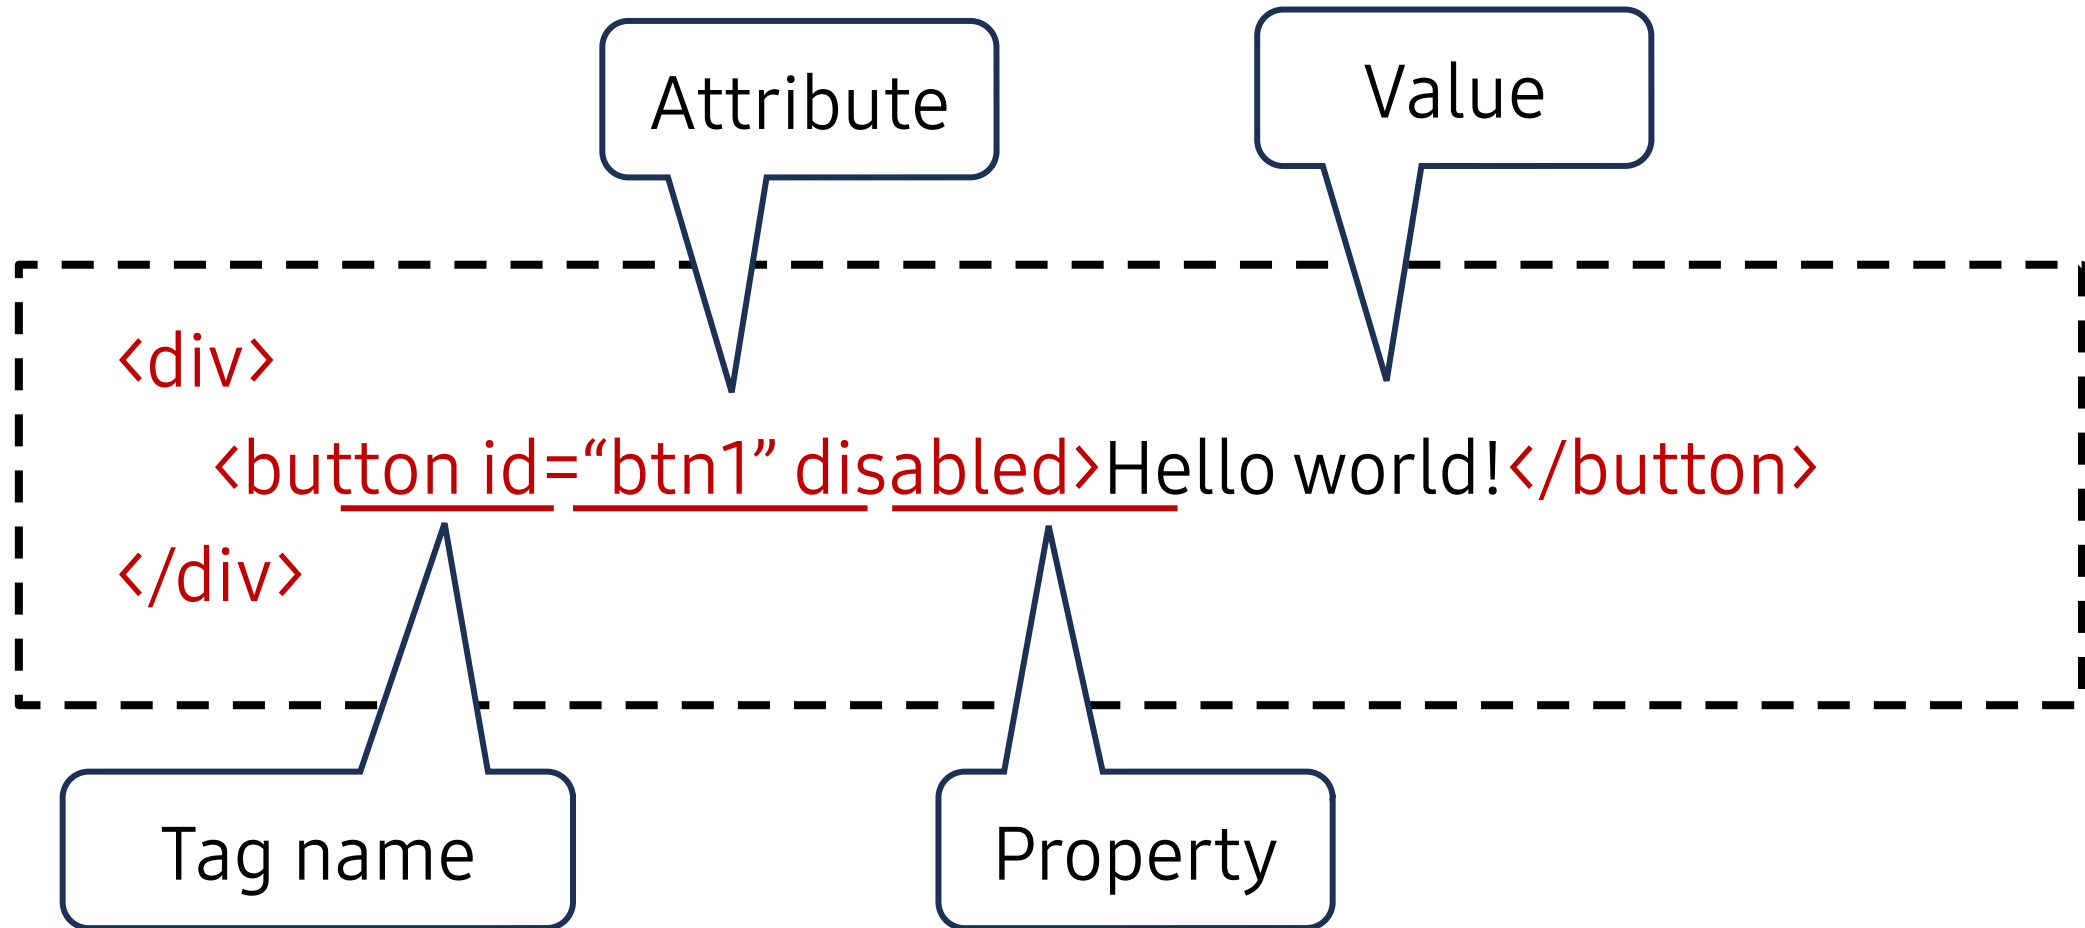 Attribute
Value
<div>
<button id=“btn1” disabled>Hello world!</button>
</div>
Tag name
Property